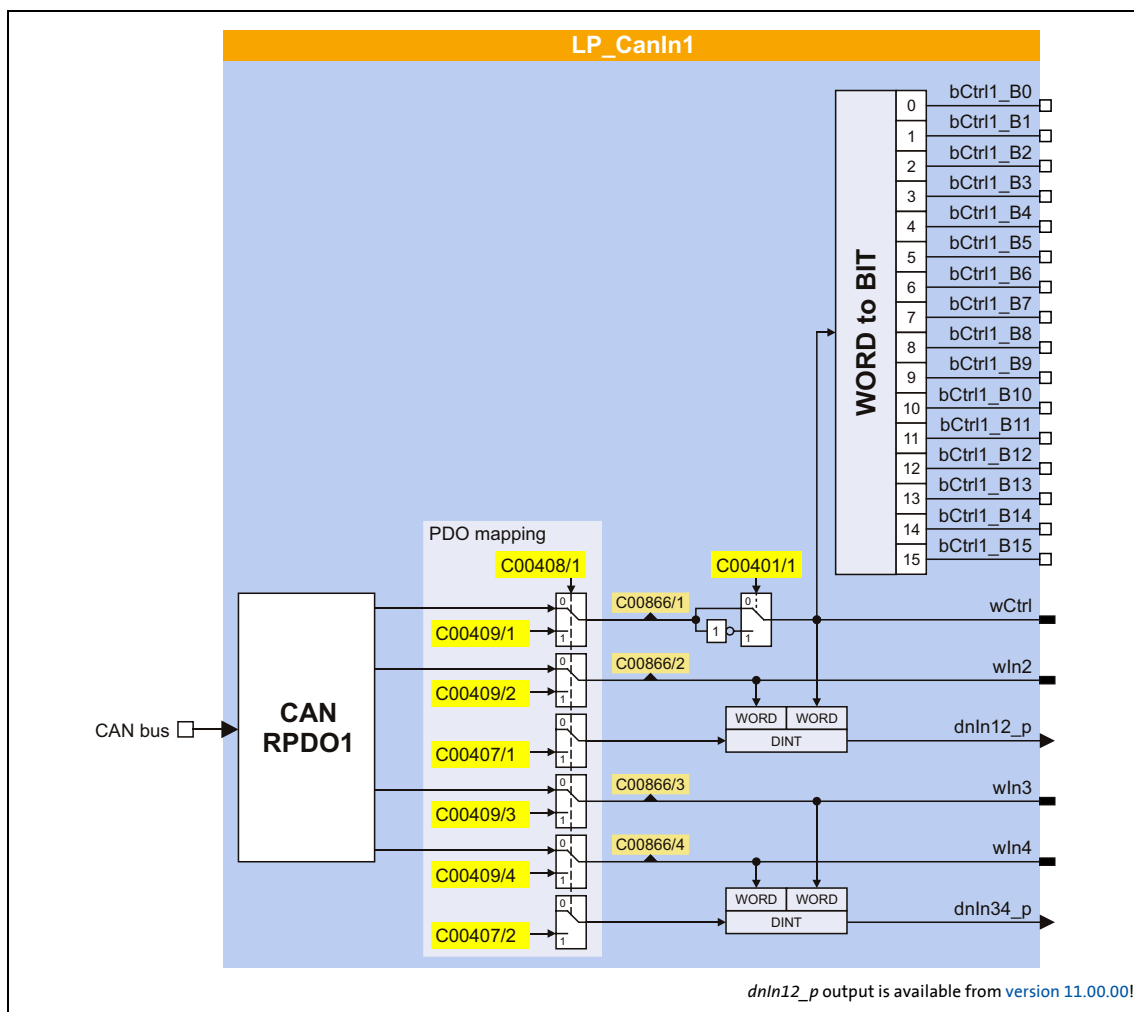 LP_CanIn1
bCtrl1_B0
0
bCtrl1_B1
1
bCtrl1_B2
2
bCtrl1_B3
3
bCtrl1_B4
4
bCtrl1_B5
5
bCtrl1_B6
6
bCtrl1_B7
7
bCtrl1_B8
8
bCtrl1_B9
9
bCtrl1_B10
10
bCtrl1_B11
11
bCtrl1_B12
12
bCtrl1_B13
13
bCtrl1_B14
14
bCtrl1_B15
15
WORD to BIT
PDO mapping
C00408/1
C00401/1
0
C00866/1
0
wCtrl
C00409/1
1
1
1
0
C00866/2
wIn2
C00409/2
1
CAN bus
CAN
RPDO1
0
WORD WORD
DINT
dnIn12_p
C00407/1
1
0
C00866/3
wIn3
C00409/3
1
0
C00866/4
wIn4
C00409/4
1
0
WORD WORD
DINT
dnIn34_p
C00407/2
1
dnIn12_p output is available from version 11.00.00!